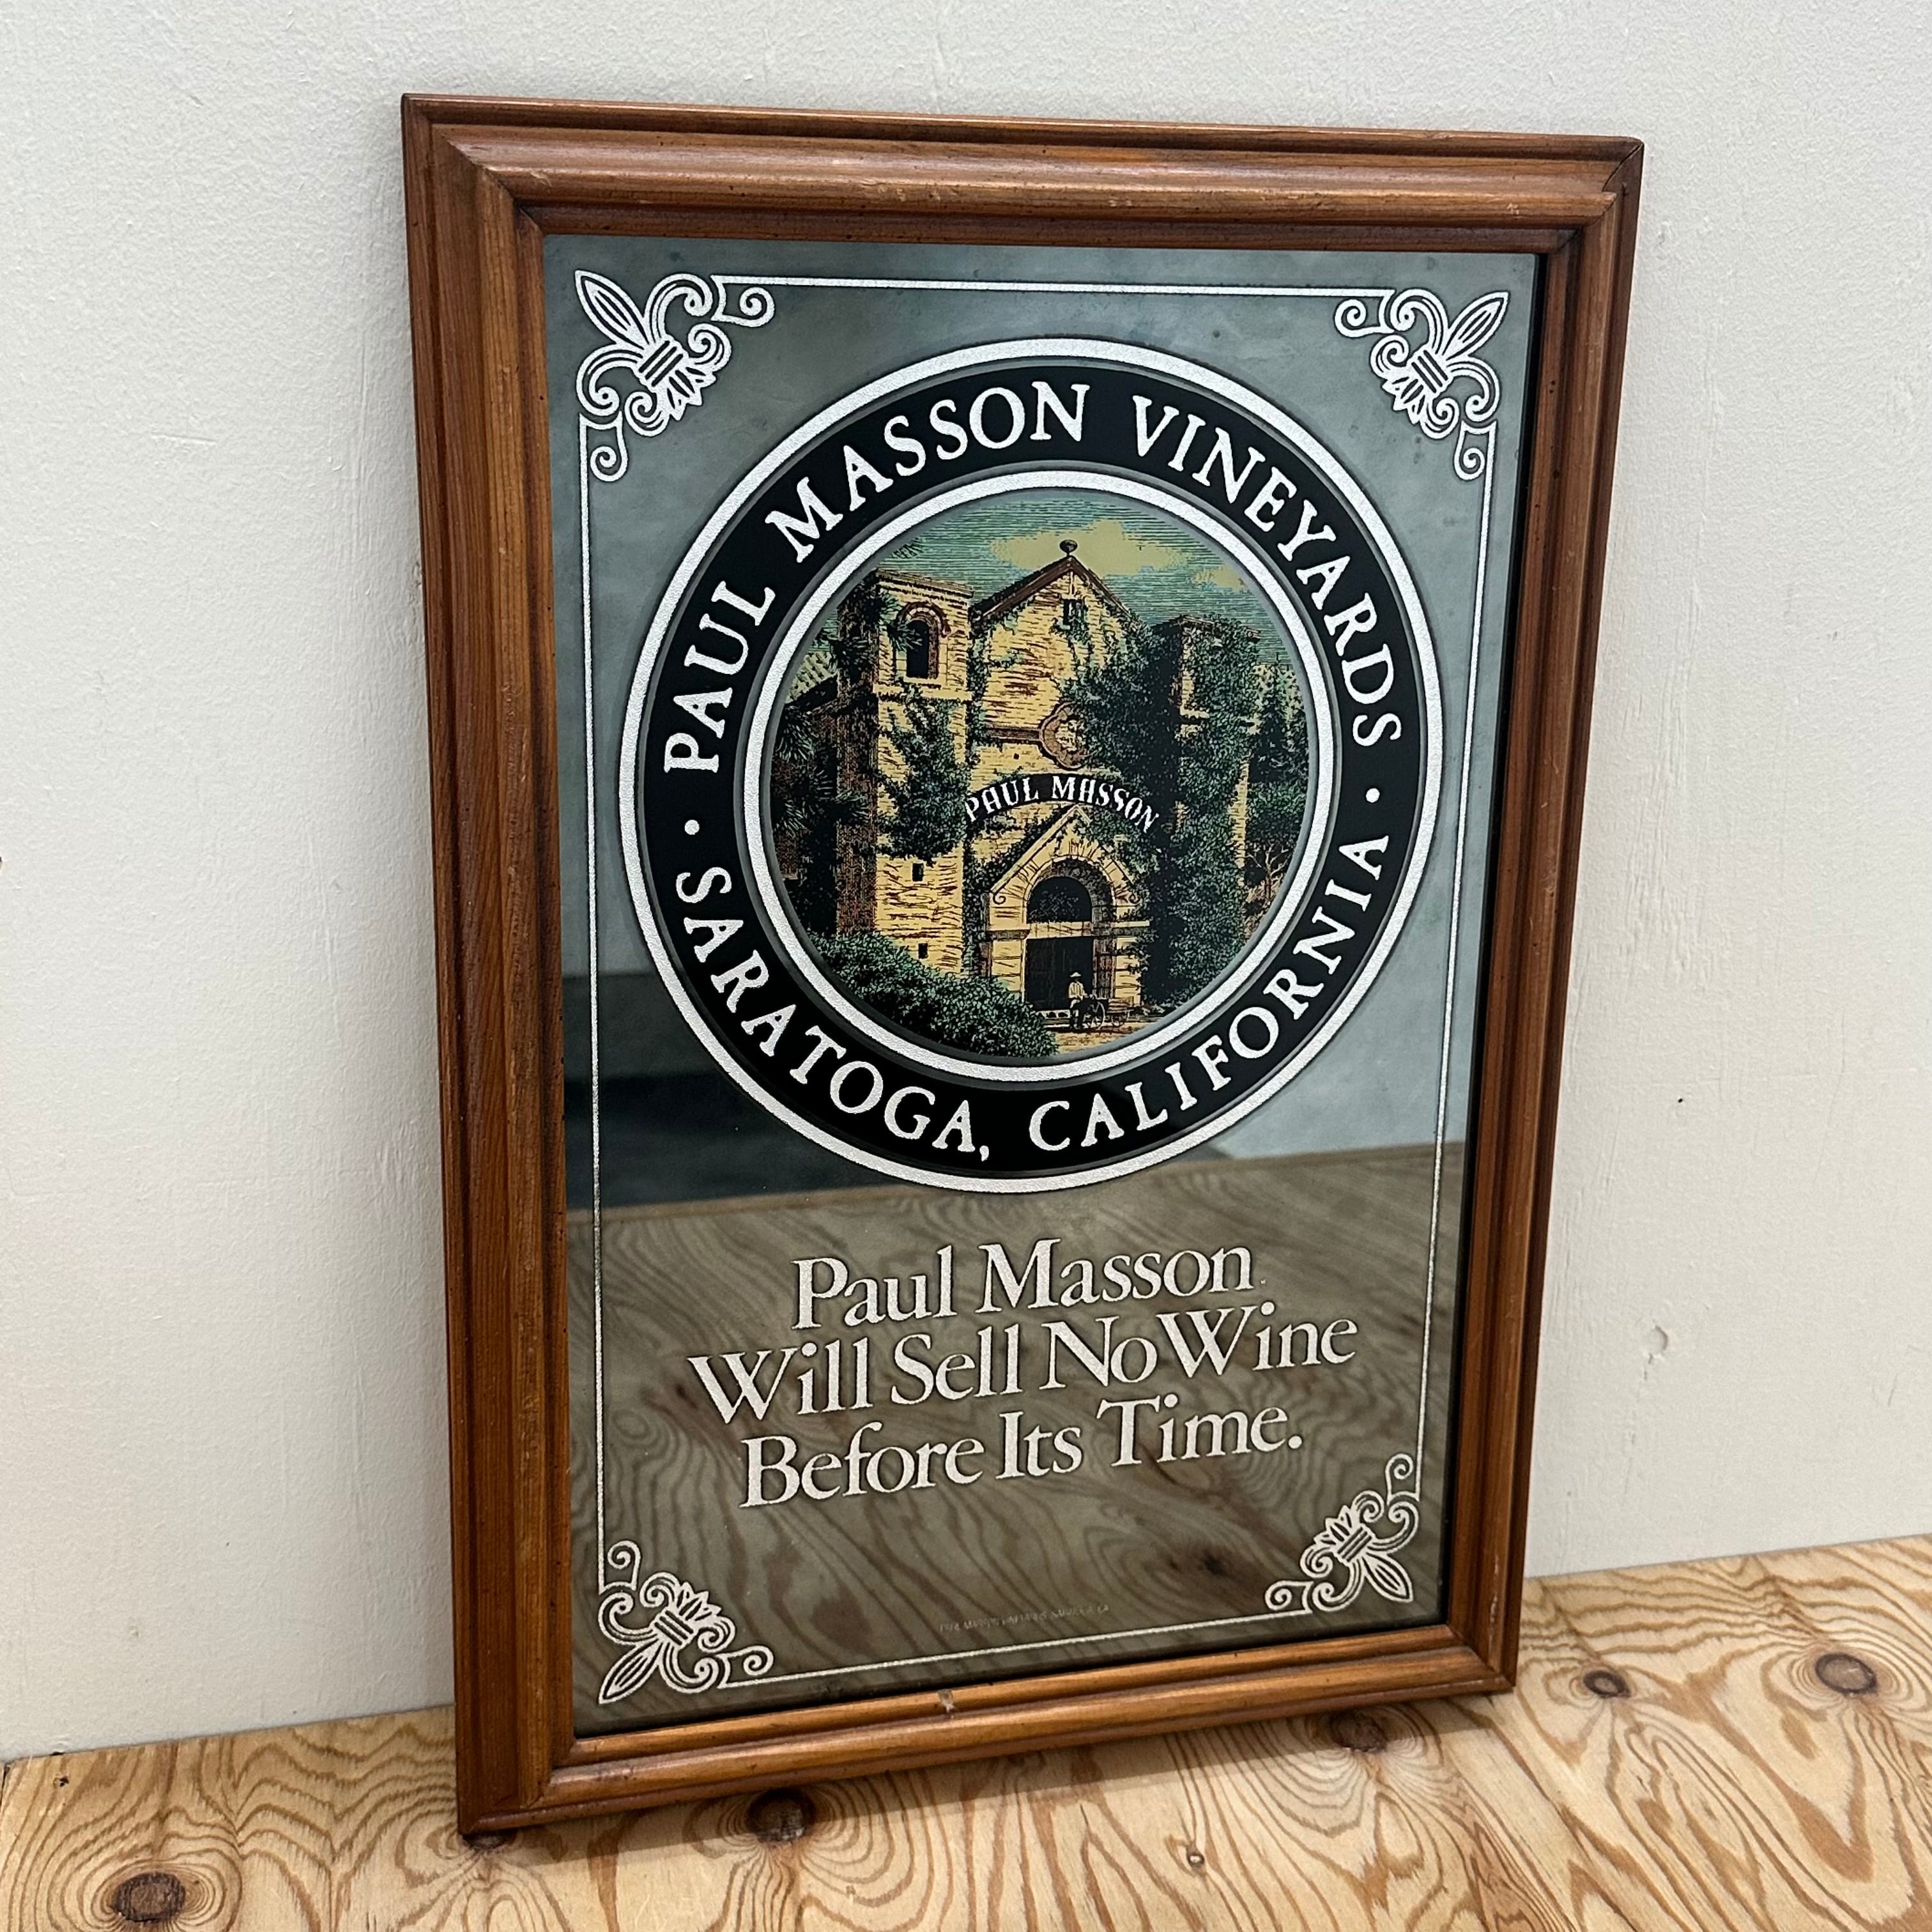 PAUL MASSON VINEYARDS
· SARATOGA, CALIFORNIA ·
PAUL MASSON
Paul Masson
Will Sell No Wine
Before Its Time.